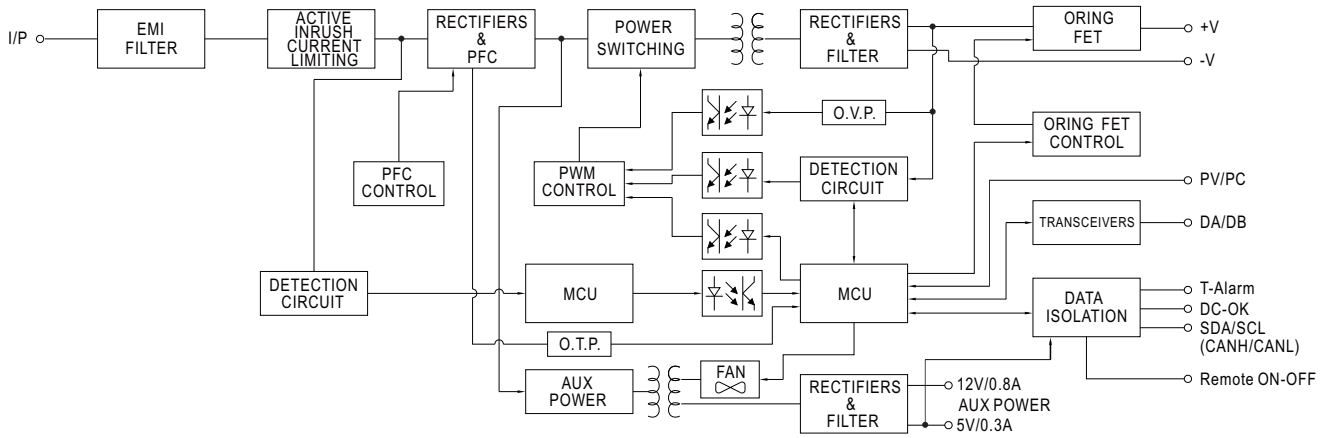 I/P
EMI
FILTER
ACTIVE
INRUSH
CURRENT
LIMITING
RECTIFIERS
&
PFC
POWER
SWITCHING
RECTIFIERS
&
FILTER
ORING
FET
+V
-V
O.V.P.
ORING FET
CONTROL
PFC
CONTROL
PWM
CONTROL
DETECTION
CIRCUIT
PV/PC
TRANSCEIVERS
DA/DB
DETECTION
CIRCUIT
MCU
MCU
DATA
ISOLATION
T-Alarm
DC-OK
SDA/SCL
(CANH/CANL)
O.T.P.
Remote ON-OFF
AUX
POWER
FAN
RECTIFIERS
&
FILTER
12V/0.8A
AUX POWER
5V/0.3A